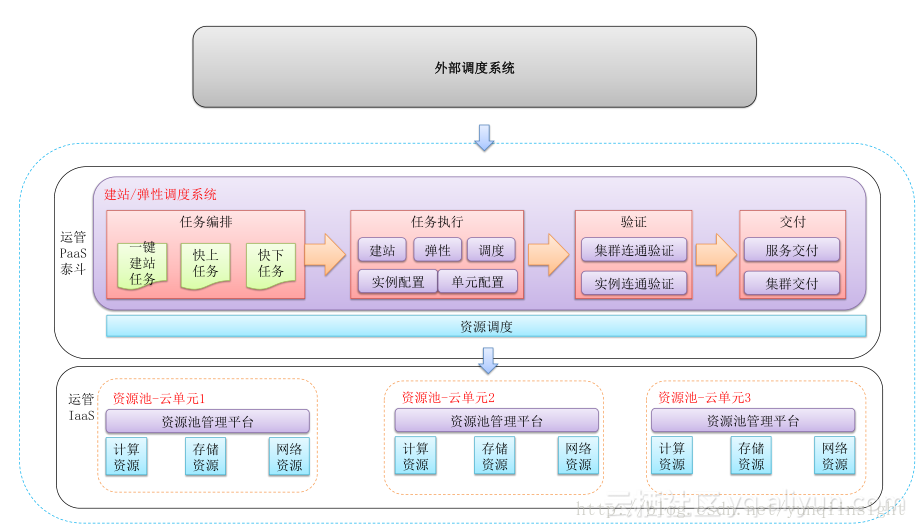 外部调度系统
建站/弹性调度系统
运管
PaaS
泰斗
任务编排
一键
建站
任务
快上
任务
快下
任务
任务执行
建站
弹性
调度
实例配置
单元配置
验证
集群连通验证
实例连通验证
交付
服务交付
集群交付
资源调度
运管
IaaS
资源池-云单元1
资源池管理平台
计算
资源
存储
资源
网络
资源
资源池-云单元2
资源池管理平台
计算
资源
存储
资源
网络
资源
资源池-云单元3
资源池管理平台
计算
资源
存储
资源
网络
资源
云栖社区 yq.aliyun.com
http://blog.csdn.net/yunqiinsight